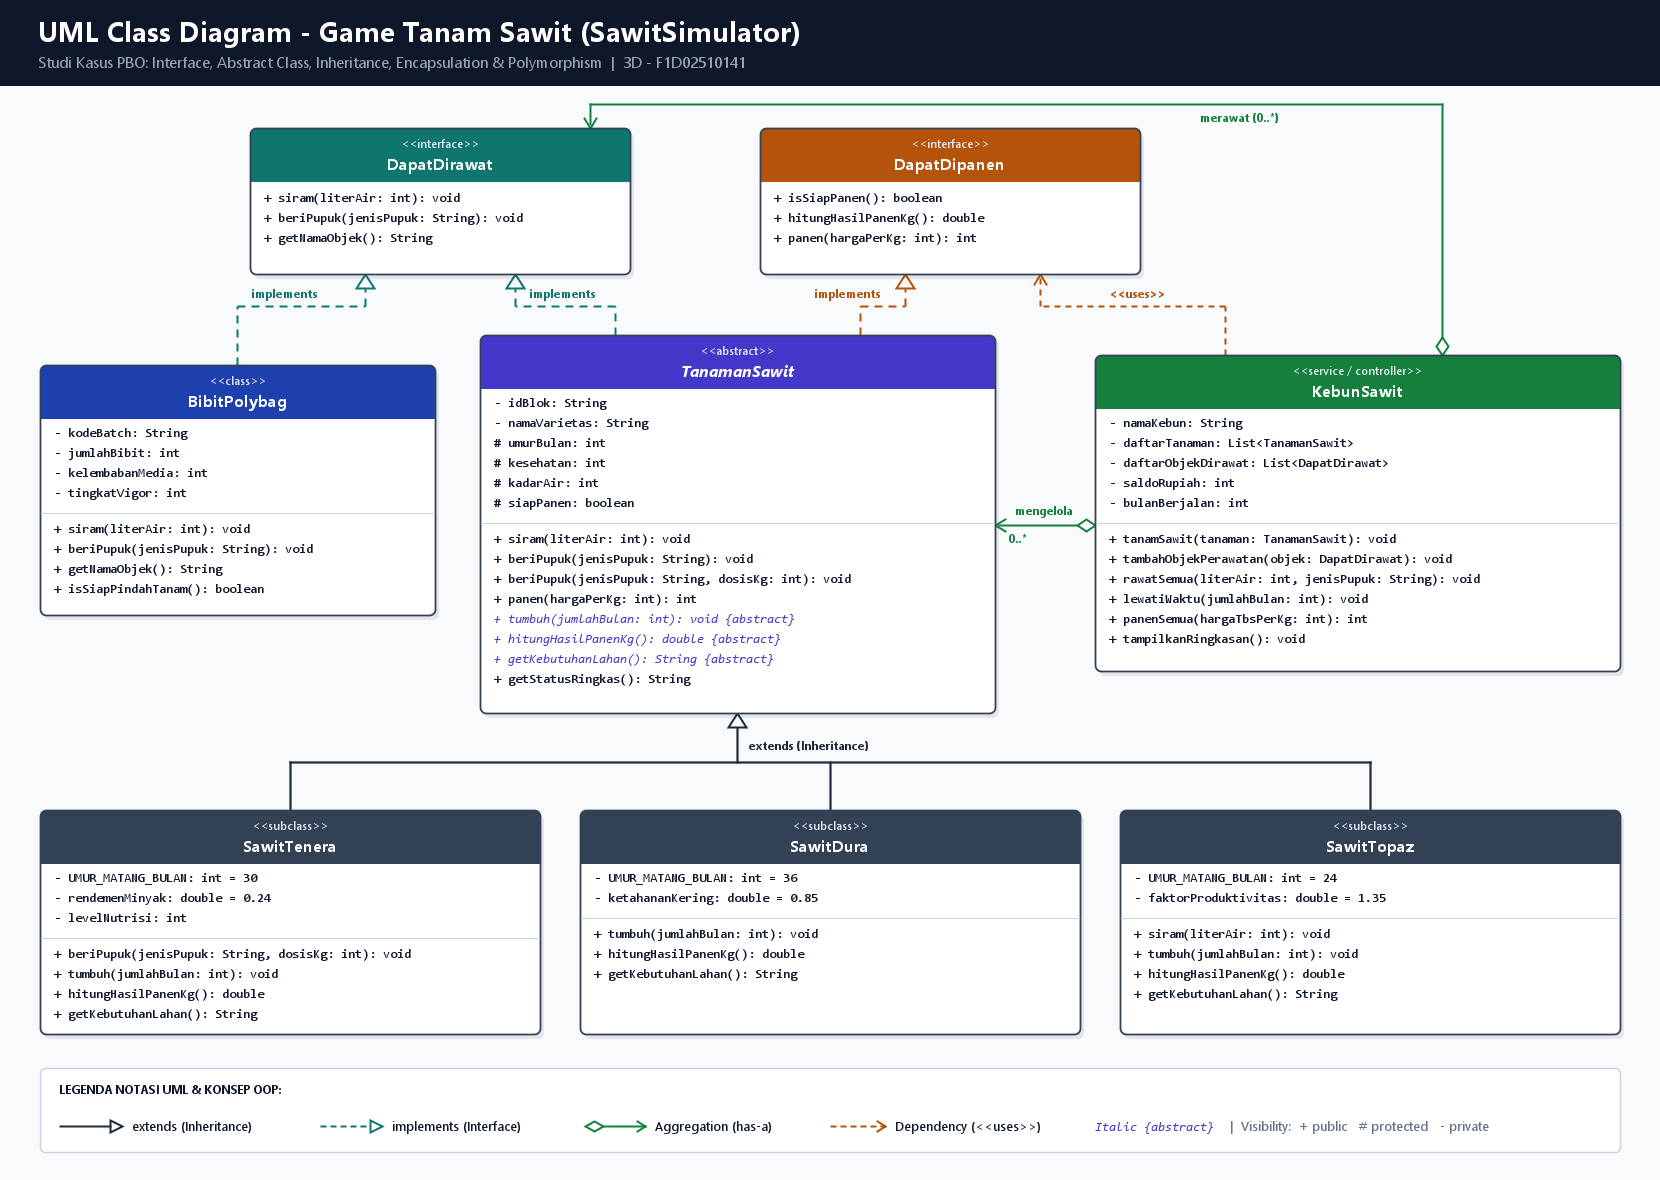 UML Class Diagram - Game Tanam Sawit (SawitSimulator)
Studi Kasus PBO: Interface, Abstract Class, Inheritance, Encapsulation & Polymorphism | 3D - F1D02510141
merawat (0..*)
<<interface>>
DapatDirawat
+ siram(literAir: int): void
+ beriPupuk(jenisPupuk: String): void
+ getNamaObjek(): String
<<interface>>
DapatDipanen
+ isSiapPanen(): boolean
+ hitungHasilPanenKg(): double
+ panen(hargaPerKg: int): int
implements
implements
implements
<<uses>>
<<class>>
BibitPolybag
- kodeBatch: String
- jumlahBibit: int
- kelembabanMedia: int
- tingkatVigor: int
+ siram(literAir: int): void
+ beriPupuk(jenisPupuk: String): void
+ getNamaObjek(): String
+ isSiapPindahTanam(): boolean
<<abstract>>
TanamanSawit
- idBlok: String
- namaVarietas: String
# umurBulan: int
# kesehatan: int
# kadarAir: int
# siapPanen: boolean
+ siram(literAir: int): void
+ beriPupuk(jenisPupuk: String): void
+ beriPupuk(jenisPupuk: String, dosisKg: int): void
+ panen(hargaPerKg: int): int
+ tumbuh(jumlahBulan: int): void {abstract}
+ hitungHasilPanenKg(): double {abstract}
+ getKebutuhanLahan(): String {abstract}
+ getStatusRingkas(): String
mengelola
0..*
<<service / controller>>
KebunSawit
- namaKebun: String
- daftarTanaman: List<TanamanSawit>
- daftarObjekDirawat: List<DapatDirawat>
- saldoRupiah: int
- bulanBerjalan: int
+ tanamSawit(tanaman: TanamanSawit): void
+ tambahObjekPerawatan(objek: DapatDirawat): void
+ rawatSemua(literAir: int, jenisPupuk: String): void
+ lewatiWaktu(jumlahBulan: int): void
+ panenSemua(hargaTbsPerKg: int): int
+ tampilkanRingkasan(): void
extends (Inheritance)
<<subclass>>
SawitTenera
- UMUR_MATANG_BULAN: int = 30
- rendemenMinyak: double = 0.24
- levelNutrisi: int
+ beriPupuk(jenisPupuk: String, dosisKg: int): void
+ tumbuh(jumlahBulan: int): void
+ hitungHasilPanenKg(): double
+ getKebutuhanLahan(): String
<<subclass>>
SawitDura
- UMUR_MATANG_BULAN: int = 36
- ketahananKering: double = 0.85
+ tumbuh(jumlahBulan: int): void
+ hitungHasilPanenKg(): double
+ getKebutuhanLahan(): String
<<subclass>>
SawitTopaz
- UMUR_MATANG_BULAN: int = 24
- faktorProduktivitas: double = 1.35
+ siram(literAir: int): void
+ tumbuh(jumlahBulan: int): void
+ hitungHasilPanenKg(): double
+ getKebutuhanLahan(): String
LEGENDA NOTASI UML & KONSEP OOP:
extends (Inheritance)
implements (Interface)
Aggregation (has-a)
Dependency (<<uses>>)
Italic {abstract}
| Visibility: + public # protected - private